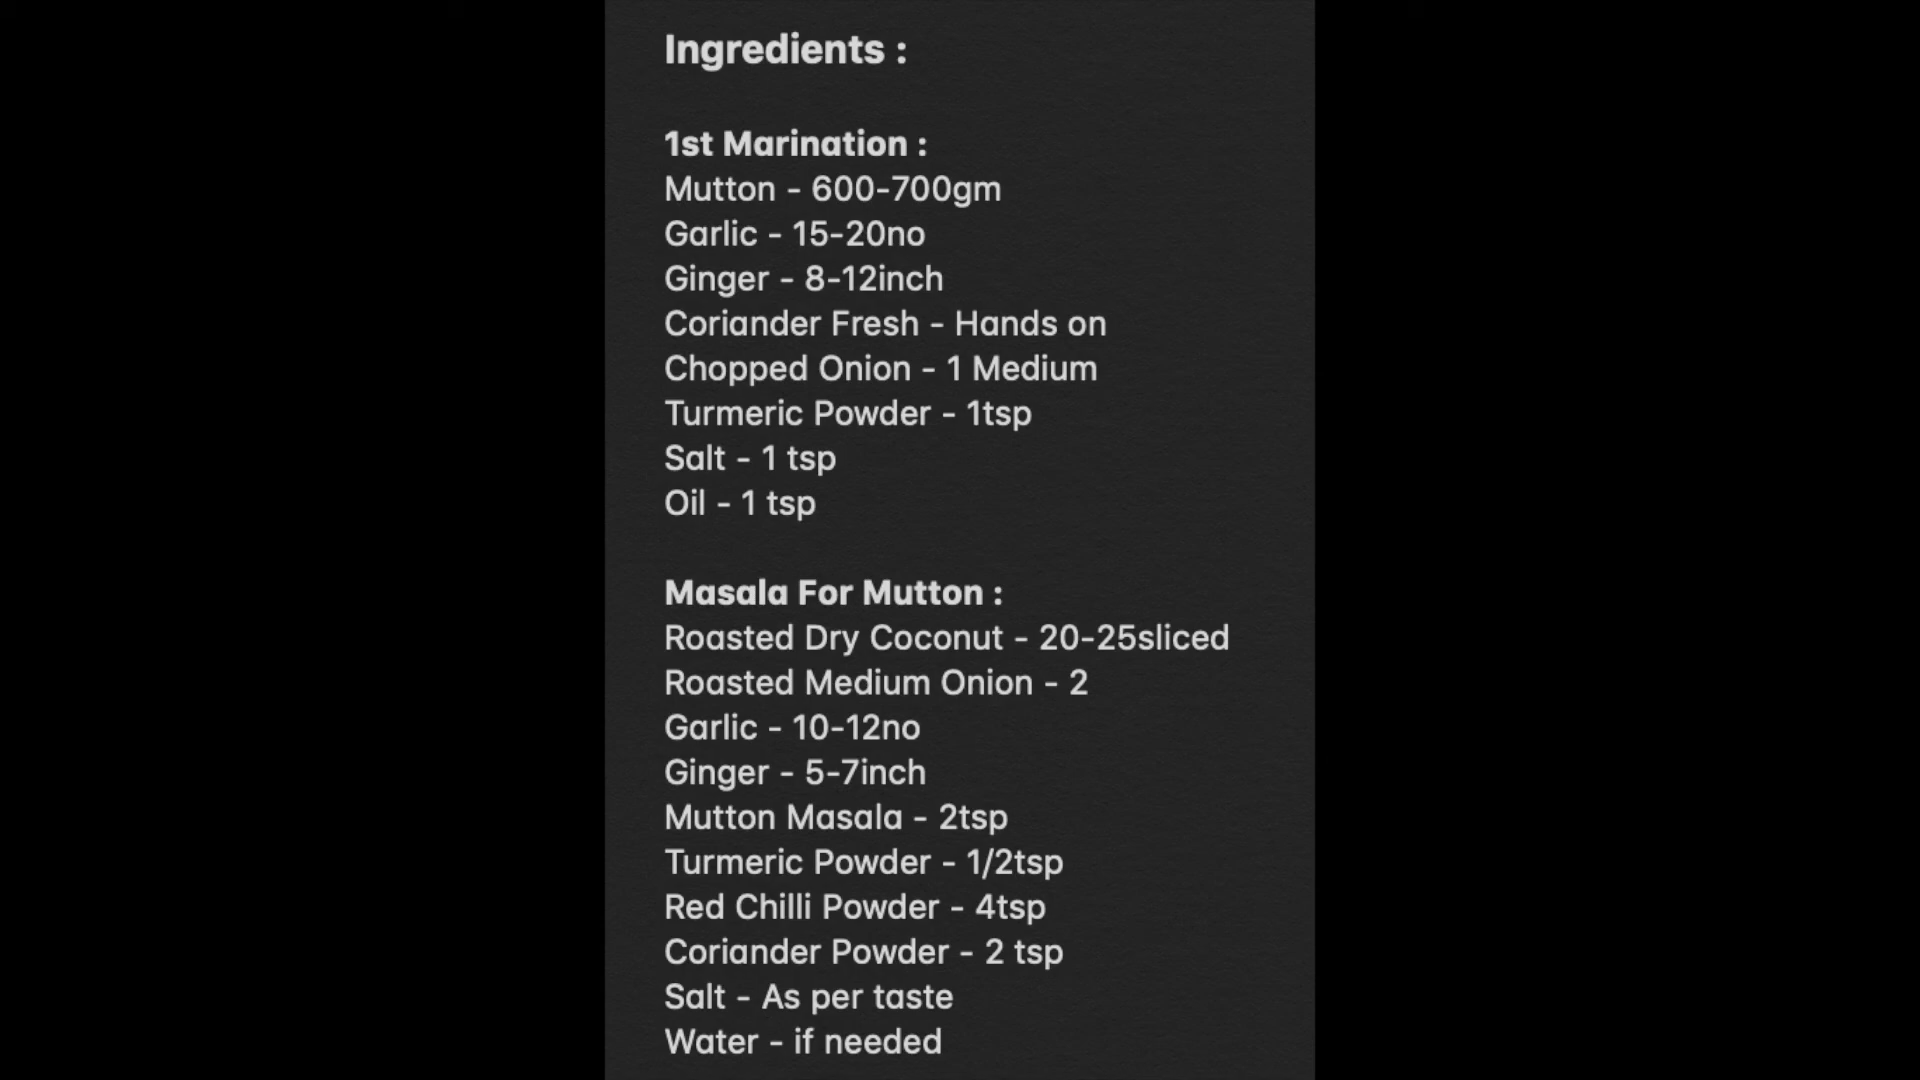 Ingredients :
1st Marination :
Mutton - 600-700gm
Garlic - 15-20no
Ginger - 8-12inch
Coriander Fresh - Hands on
Chopped Onion - 1 Medium
Turmeric Powder - 1tsp
Salt - 1 tsp
Oil - 1 tsp
Masala For Mutton :
Roasted Dry Coconut - 20-25sliced
Roasted Medium Onion - 2
Garlic - 10-12no
Ginger - 5-7inch
Mutton Masala - 2tsp
Turmeric Powder - 1/2tsp
Red Chilli Powder - 4tsp
Coriander Powder - 2 tsp
Salt - As per taste
Water - if needed